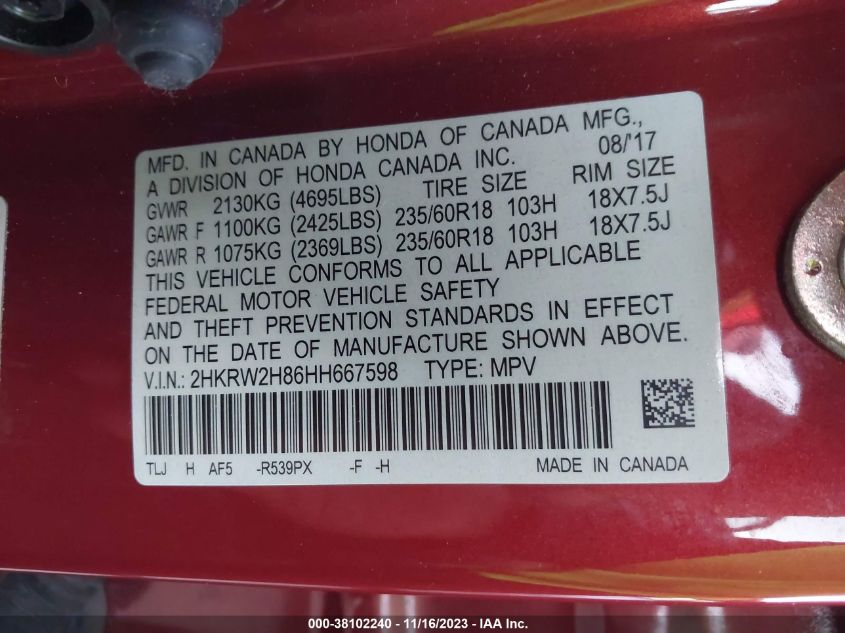 MFD. IN CANADA BY HONDA OF CANADA MFG.,
A DIVISION OF HONDA CANADA INC. 08/'17
GVWR 2130KG (4695LBS) TIRE SIZE RIM SIZE
GAWR F 1100KG (2425LBS) 235/60R18 103H 18X7.5J
GAWR R 1075KG (2369LBS) 235/60R18 103H 18X7.5J
THIS VEHICLE CONFORMS TO ALL APPLICABLE
FEDERAL MOTOR VEHICLE SAFETY
AND THEFT PREVENTION STANDARDS IN EFFECT
ON THE DATE OF MANUFACTURE SHOWN ABOVE.
V.I.N.: 2HKRW2H86HH667598 TYPE: MPV
TLJ H AF5 -R539PX -F -H MADE IN CANADA
000-38102240 - 11/16/2023 - IAA Inc.